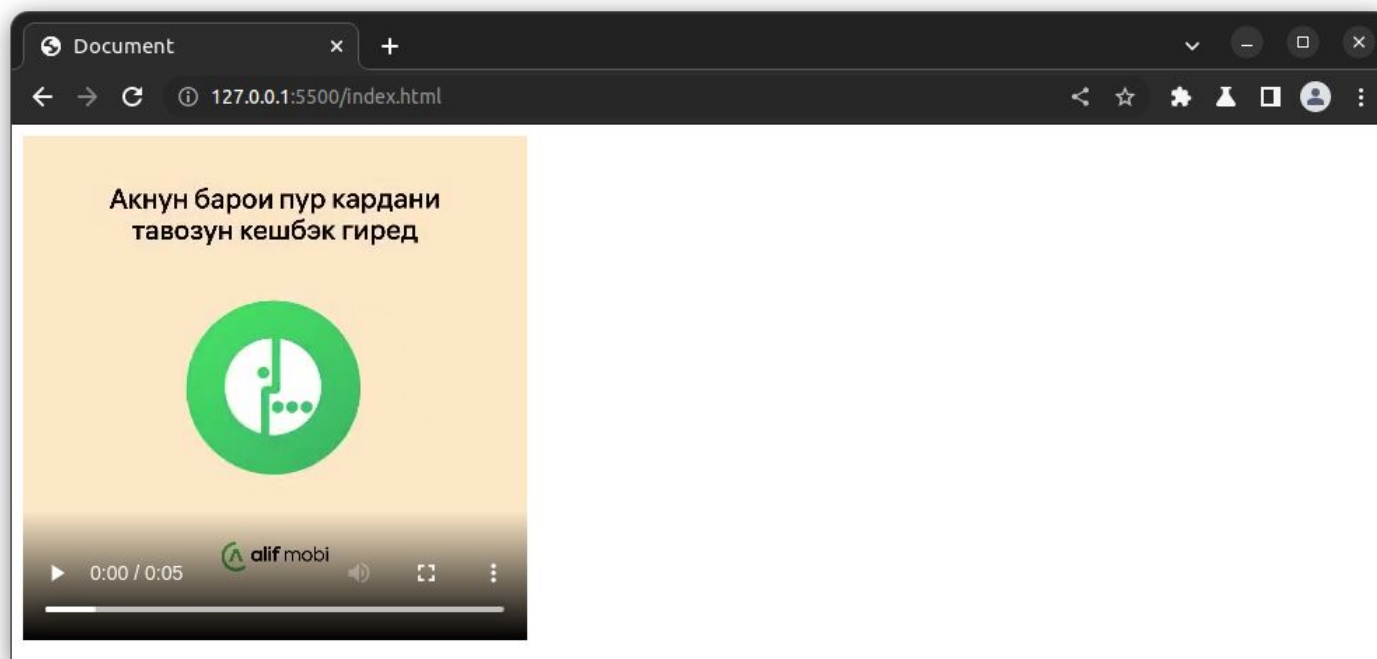 Document
127.0.0.1:5500/index.html
Акнун барои пур кардани
тавозун кешбэк гиред
alif mobi
0:00 / 0:05